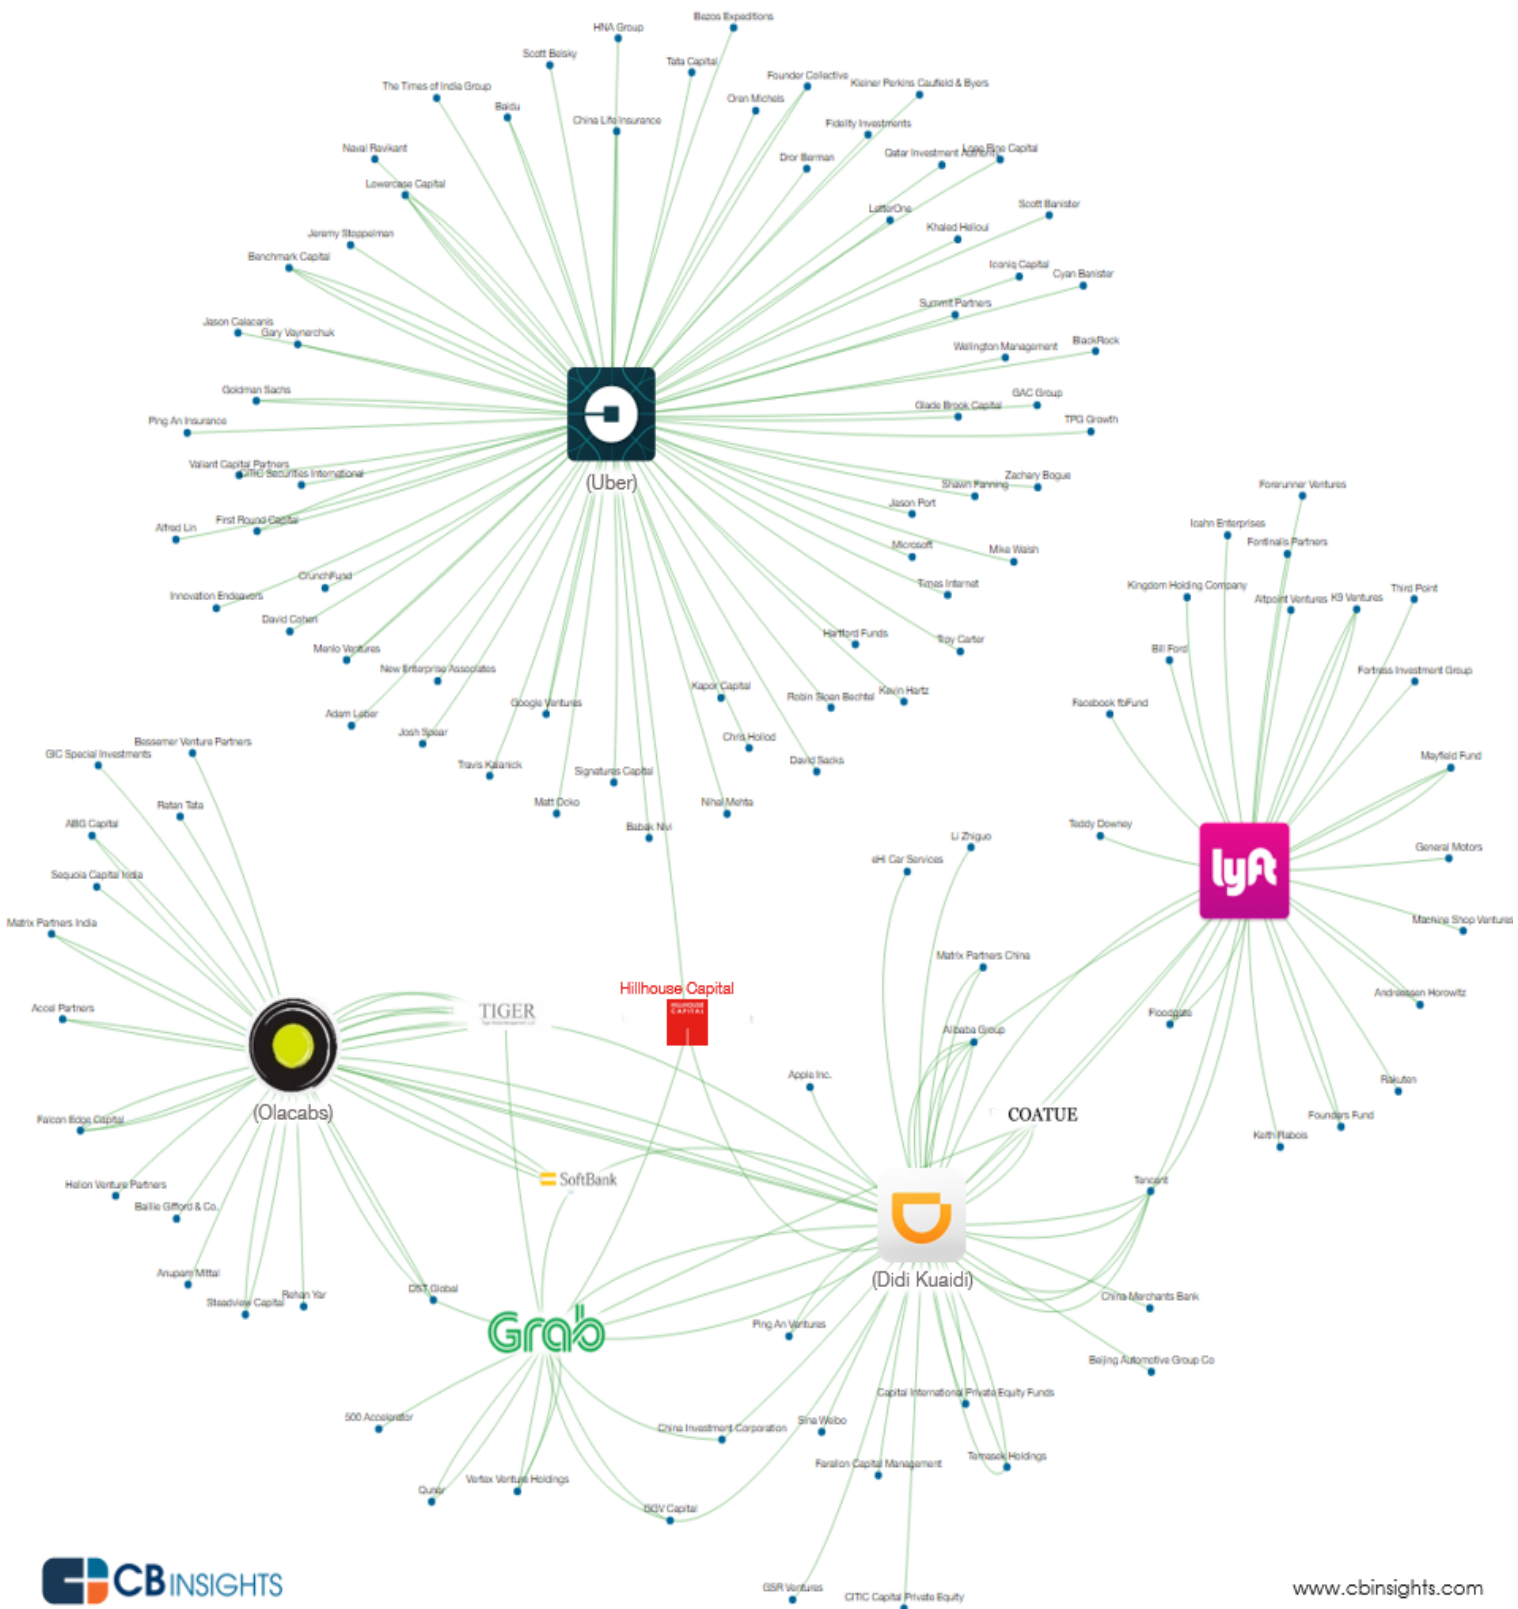 Bezos Expeditions
HNA Group
Scott Belsky
Tata Capital
Founder Collective
Kleiner Perkins Caufield & Byers
The Times of India Group
Oren Michels
Baidu
China Life Insurance
Fidelity Investments
Naval Ravikant
Qatar Investment Authority
Lone Pine Capital
Dror Berman
Lowercase Capital
Scott Banister
LetterOne
Khaled Helioui
Jeremy Stoppelman
Benchmark Capital
Iconiq Capital
Cyan Banister
Summit Partners
Jason Calacanis
Gary Vaynerchuk
Wellington Management
BlackRock
Goldman Sachs
GAC Group
Glade Brook Capital
Ping An Insurance
TPG Growth
Valiant Capital Partners
CITIC Securities International
(Uber)
Zachary Bogue
Shawn Fanning
Forerunner Ventures
Jason Port
First Round Capital
Alfred Lin
Icahn Enterprises
Fontinalis Partners
Microsoft
Mike Walsh
CrunchFund
Innovation Endeavors
Times Internet
Kingdom Holding Company
Altpoint Ventures
K9 Ventures
Third Point
David Cohen
Hartford Funds
Troy Carter
Menlo Ventures
Bill Ford
New Enterprise Associates
Fortress Investment Group
Kapor Capital
Robin Sloan Bechtel
Kevin Hartz
Google Ventures
Facebook fbFund
Adam Leber
Josh Spear
Chris Hollod
Bessemer Venture Partners
GIC Special Investments
Travis Kalanick
Signatures Capital
David Sacks
Mayfield Fund
Ratan Tata
Matt Ocko
Nihal Mehta
ABG Capital
Babak Nivi
Teddy Downey
Li Zhiguo
lyft
General Motors
eHi Car Services
Sequoia Capital India
Matrix Partners India
Machine Shop Ventures
Matrix Partners China
Hillhouse Capital
HILLHOUSE
CAPITAL
Andreessen Horowitz
Accel Partners
TIGER
Floodgate
Alibaba Group
Apple Inc.
Rakuten
(Olacabs)
COATUE
Founders Fund
Falcon Edge Capital
Keith Rabois
SoftBank
Tencent
Helion Venture Partners
Baillie Gifford & Co.
Anupam Mittal
(Didi Kuaidi)
DST Global
Rehan Yar
Steadview Capital
China Merchants Bank
Grab
Ping An Ventures
Beijing Automotive Group Co
Capital International Private Equity Funds
500 Accelerator
China Investment Corporation
Sina Weibo
Farallon Capital Management
Temasek Holdings
Vertex Venture Holdings
Qunar
GGV Capital
GSR Ventures
CITIC Capital Private Equity
CBINSIGHTS
www.cbinsights.com